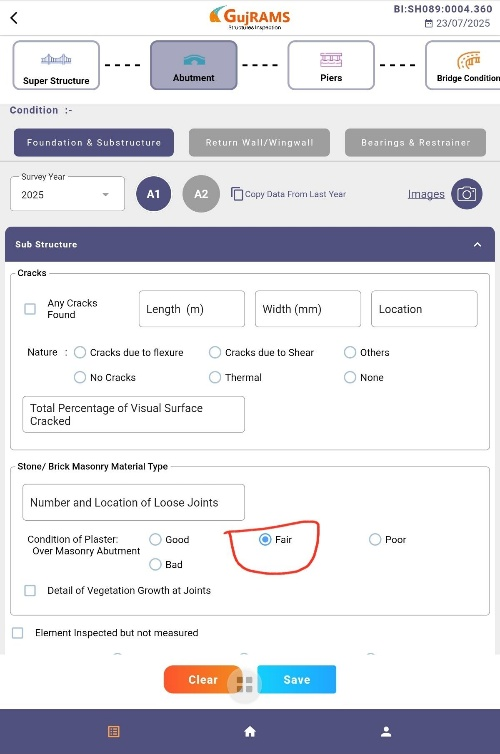 GujRAMS
Structures Inspection
BI:SH089:0004.360
23/07/2025
Super Structure
Abutment
Piers
Bridge Condition
Condition :-
Foundation & Substructure
Return Wall/Wingwall
Bearings & Restrainer
Survey Year
2025
A1
A2
Copy Data From Last Year
Images
Sub Structure
Cracks
Any Cracks
Found
Length (m)
Width (mm)
Location
Nature :
Cracks due to flexure
Cracks due to Shear
Others
No Cracks
Thermal
None
Total Percentage of Visual Surface
Cracked
Stone/ Brick Masonry Material Type
Number and Location of Loose Joints
Condition of Plaster:
Over Masonry Abutment
Good
Fair
Poor
Bad
Detail of Vegetation Growth at Joints
Element Inspected but not measured
Clear
Save